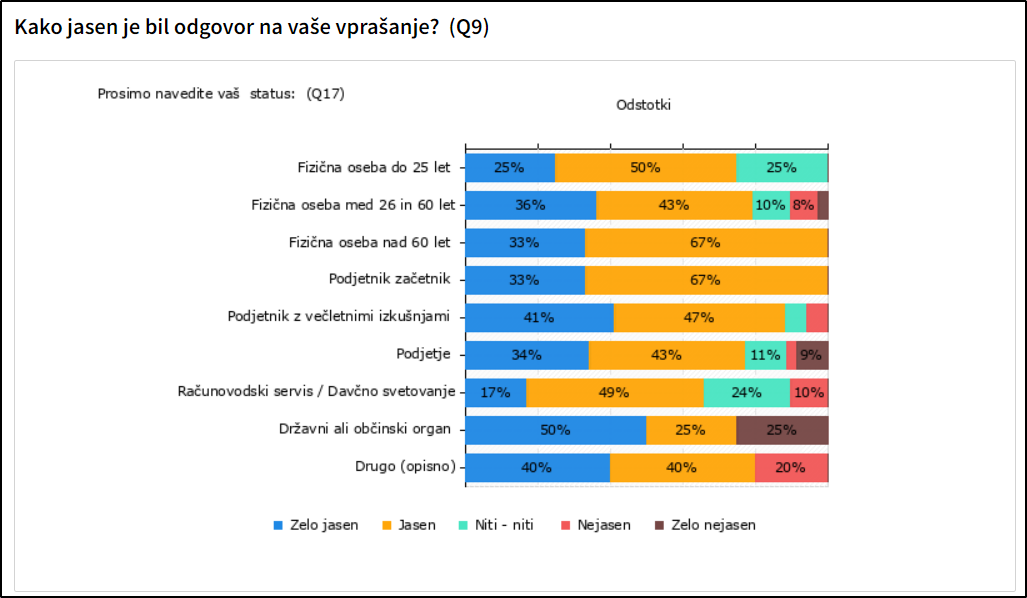 Kako jasen je bil odgovor na vaše vprašanje? (Q9)
Prosimo navedite vaš status: (Q17)
Odstotki
Fizična oseba do 25 let 25% 50% 25%
Fizična oseba med 26 in 60 let 36% 43% 10% 8%
Fizična oseba nad 60 let 33% 67%
Podjetnik začetnik 33% 67%
Podjetnik z večletnimi izkušnjami 41% 47%
Podjetje 34% 43% 11% 9%
Računovodski servis / Davčno svetovanje 17% 49% 24% 10%
Državni ali občinski organ 50% 25% 25%
Drugo (opisno) 40% 40% 20%
Zelo jasen Jasen Niti - niti Nejasen Zelo nejasen